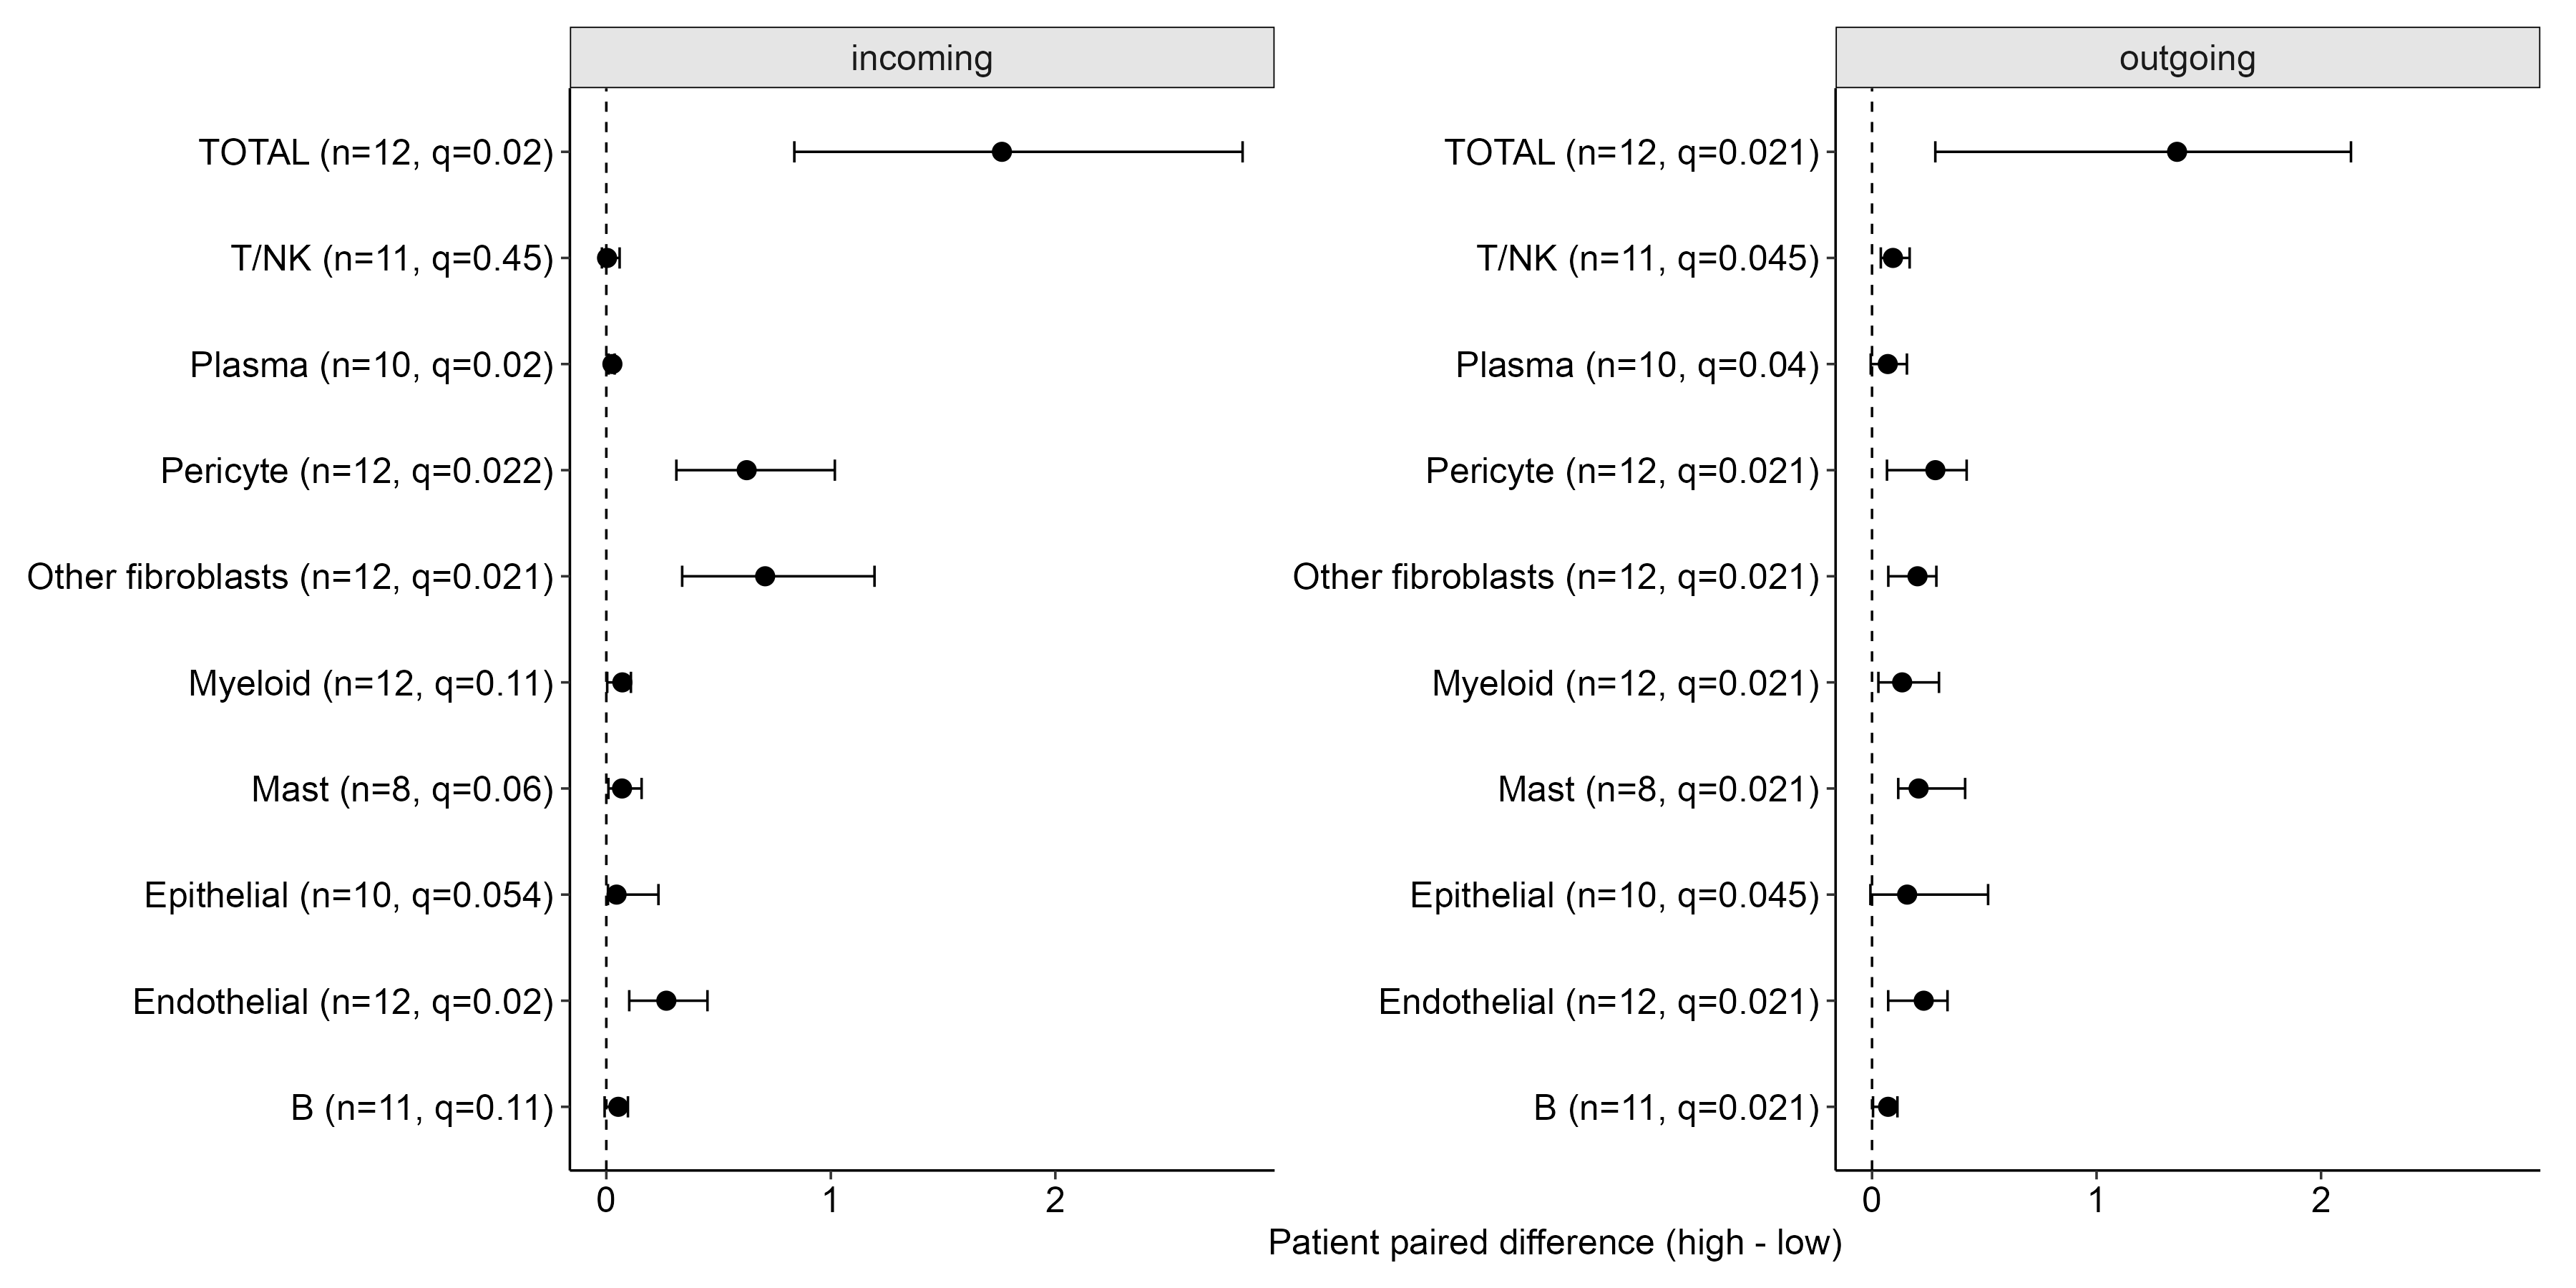 incoming
TOTAL (n=12, q=0.02)
T/NK (n=11, q=0.45)
Plasma (n=10, q=0.02)
Pericyte (n=12, q=0.022)
Other fibroblasts (n=12, q=0.021)
Myeloid (n=12, q=0.11)
Mast (n=8, q=0.06)
Epithelial (n=10, q=0.054)
Endothelial (n=12, q=0.02)
B (n=11, q=0.11)
0 1 2
outgoing
TOTAL (n=12, q=0.021)
T/NK (n=11, q=0.045)
Plasma (n=10, q=0.04)
Pericyte (n=12, q=0.021)
Other fibroblasts (n=12, q=0.021)
Myeloid (n=12, q=0.021)
Mast (n=8, q=0.021)
Epithelial (n=10, q=0.045)
Endothelial (n=12, q=0.021)
B (n=11, q=0.021)
0 1 2
Patient paired difference (high - low)